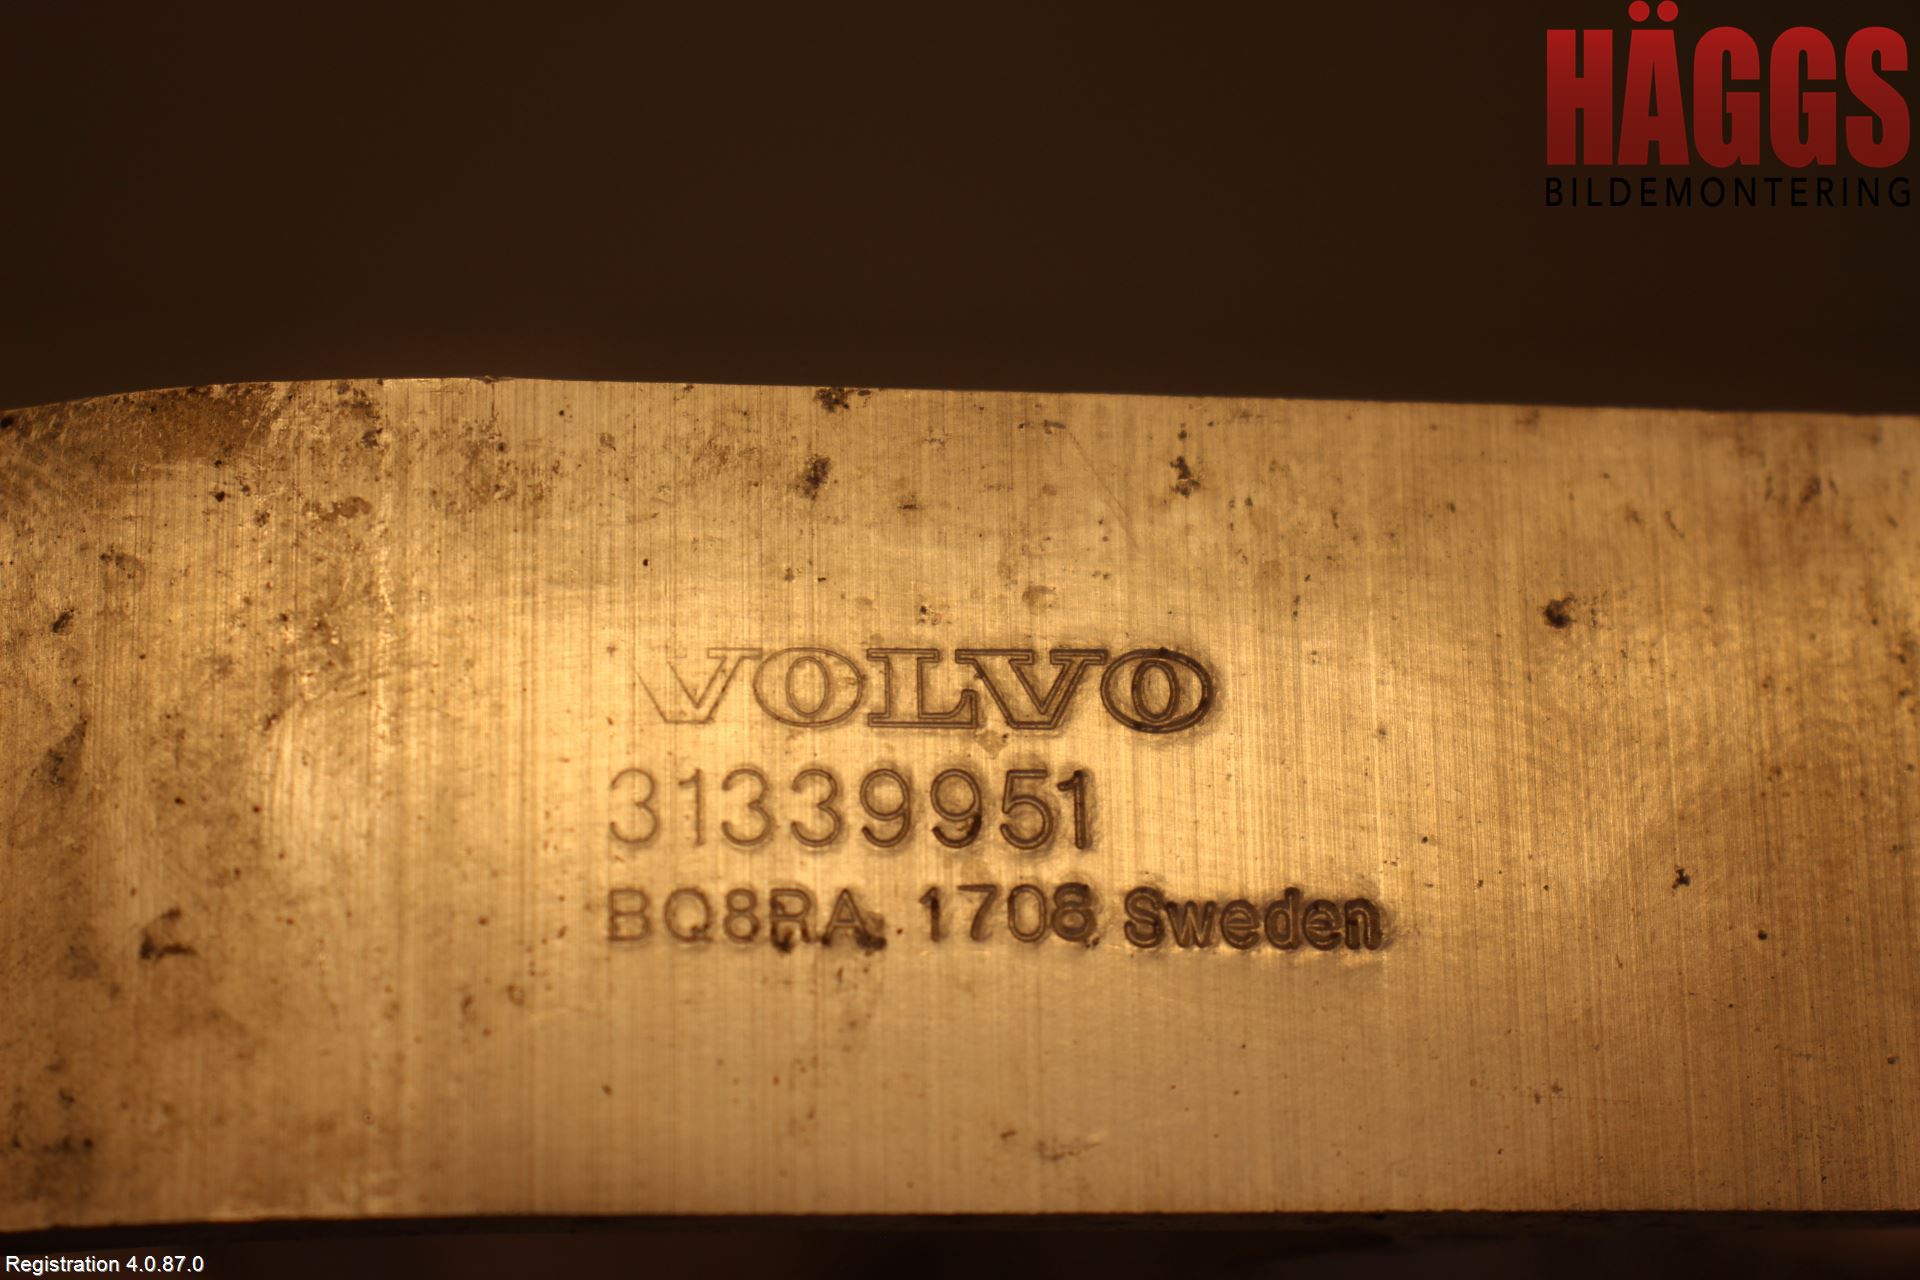 HÄGGS
BILDEMONTERING
VOLVO
31339951
BQ8RA 1708 Sweden
Registration 4.0.87.0